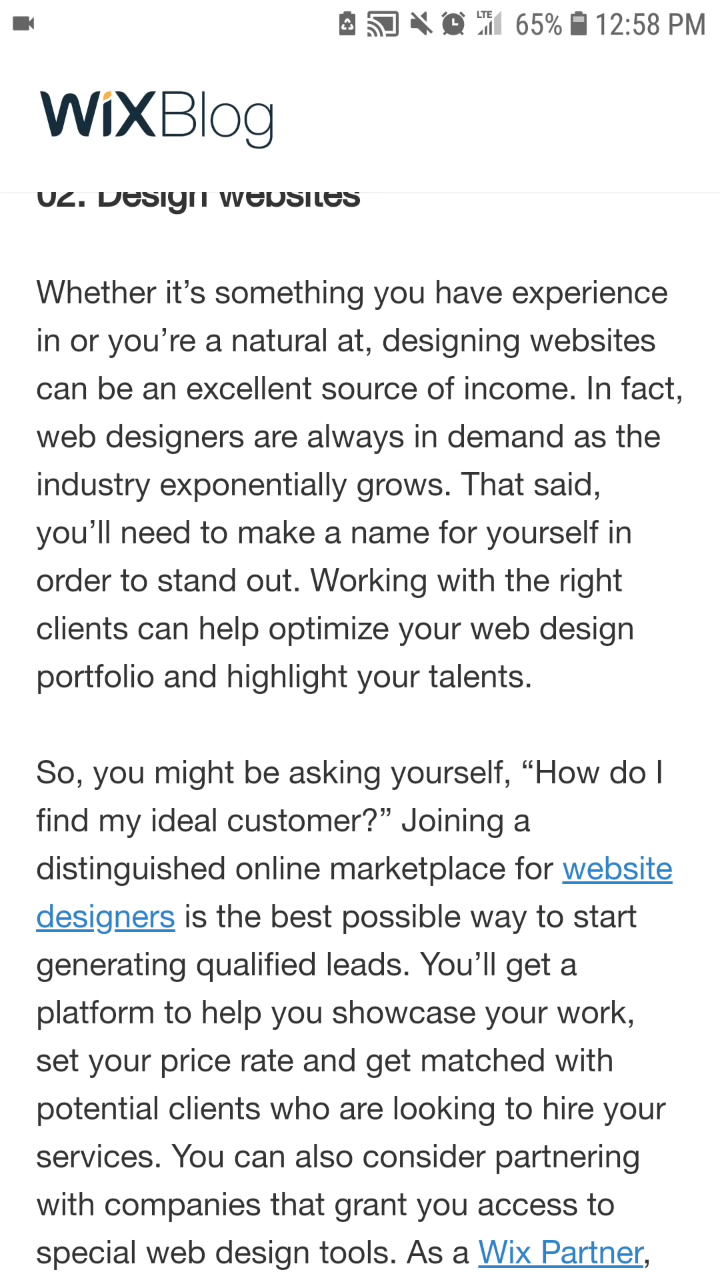 LTE 65% 12:58 PM
WiXBlog
02. Design websites
Whether it’s something you have experience
in or you’re a natural at, designing websites
can be an excellent source of income. In fact,
web designers are always in demand as the
industry exponentially grows. That said,
you’ll need to make a name for yourself in
order to stand out. Working with the right
clients can help optimize your web design
portfolio and highlight your talents.
So, you might be asking yourself, “How do I
find my ideal customer?” Joining a
distinguished online marketplace for website
designers is the best possible way to start
generating qualified leads. You’ll get a
platform to help you showcase your work,
set your price rate and get matched with
potential clients who are looking to hire your
services. You can also consider partnering
with companies that grant you access to
special web design tools. As a Wix Partner,